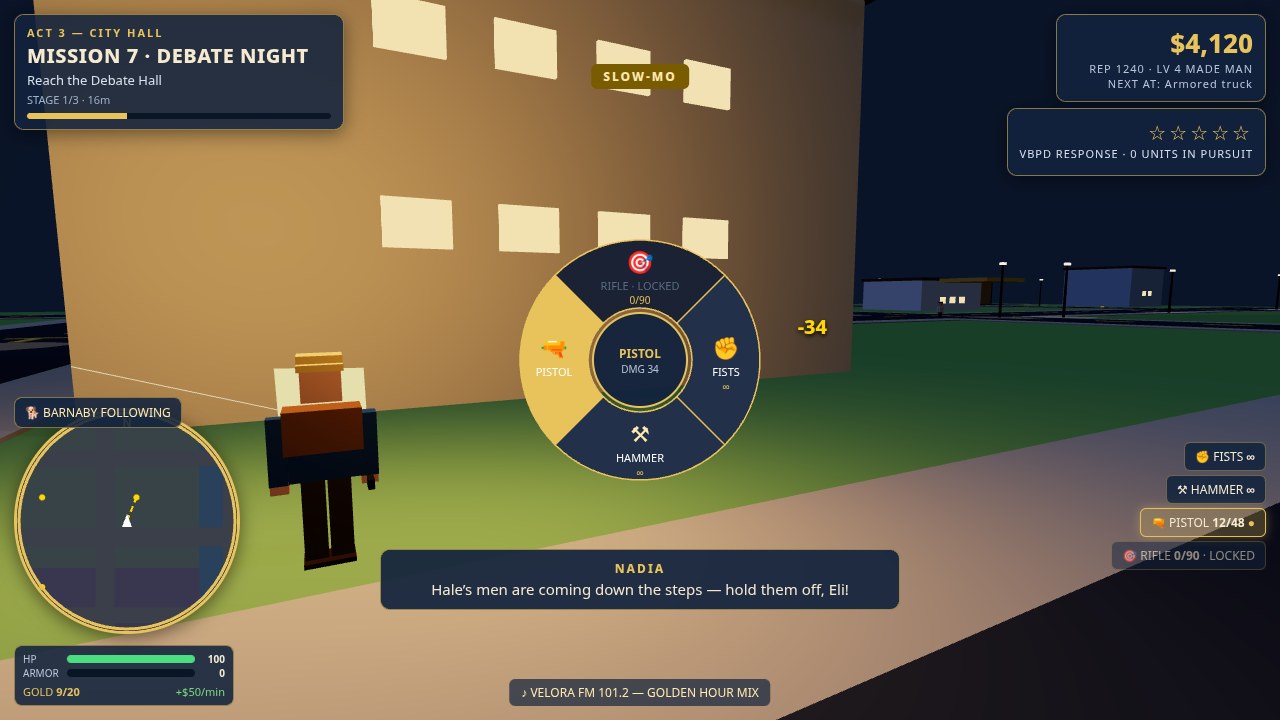 ACT 3 — CITY HALL
MISSION 7 · DEBATE NIGHT
Reach the Debate Hall
STAGE 1/3 · 16m
SLOW-MO
$4,120
REP 1240 · LV 4 MADE MAN
NEXT AT: Armored truck
☆☆☆☆☆
VBPD RESPONSE · 0 UNITS IN PURSUIT
RIFLE · LOCKED
0/90
-34
PISTOL
PISTOL
DMG 34
FISTS
∞
HAMMER
∞
BARNABY FOLLOWING
N
FISTS ∞
HAMMER ∞
PISTOL 12/48 ●
RIFLE 0/90 · LOCKED
NADIA
Hale’s men are coming down the steps — hold them off, Eli!
HP 100
ARMOR 0
GOLD 9/20 +$50/min
♪ VELORA FM 101.2 — GOLDEN HOUR MIX